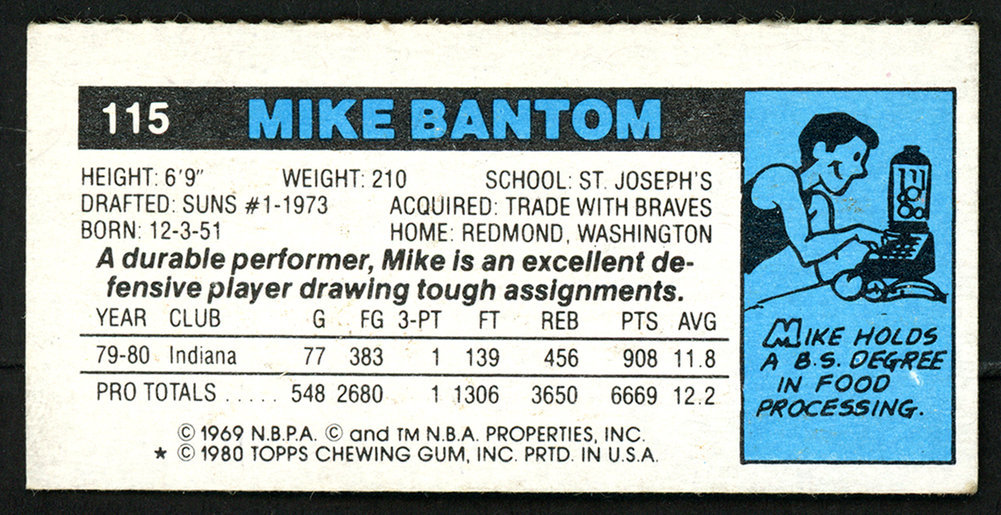 115 MIKE BANTOM
HEIGHT: 6'9" WEIGHT: 210 SCHOOL: ST. JOSEPH'S
DRAFTED: SUNS #1-1973 ACQUIRED: TRADE WITH BRAVES
BORN: 12-3-51 HOME: REDMOND, WASHINGTON
A durable performer, Mike is an excellent de-
fensive player drawing tough assignments.
YEAR CLUB G FG 3-PT FT REB PTS AVG
79-80 Indiana 77 383 1 139 456 908 11.8
PRO TOTALS ..... 548 2680 1 1306 3650 6669 12.2
© 1969 N.B.P.A. © and TM N.B.A. PROPERTIES, INC.
★ © 1980 TOPPS CHEWING GUM, INC. PRTD. IN U.S.A.
MIKE HOLDS
A B.S. DEGREE
IN FOOD
PROCESSING.